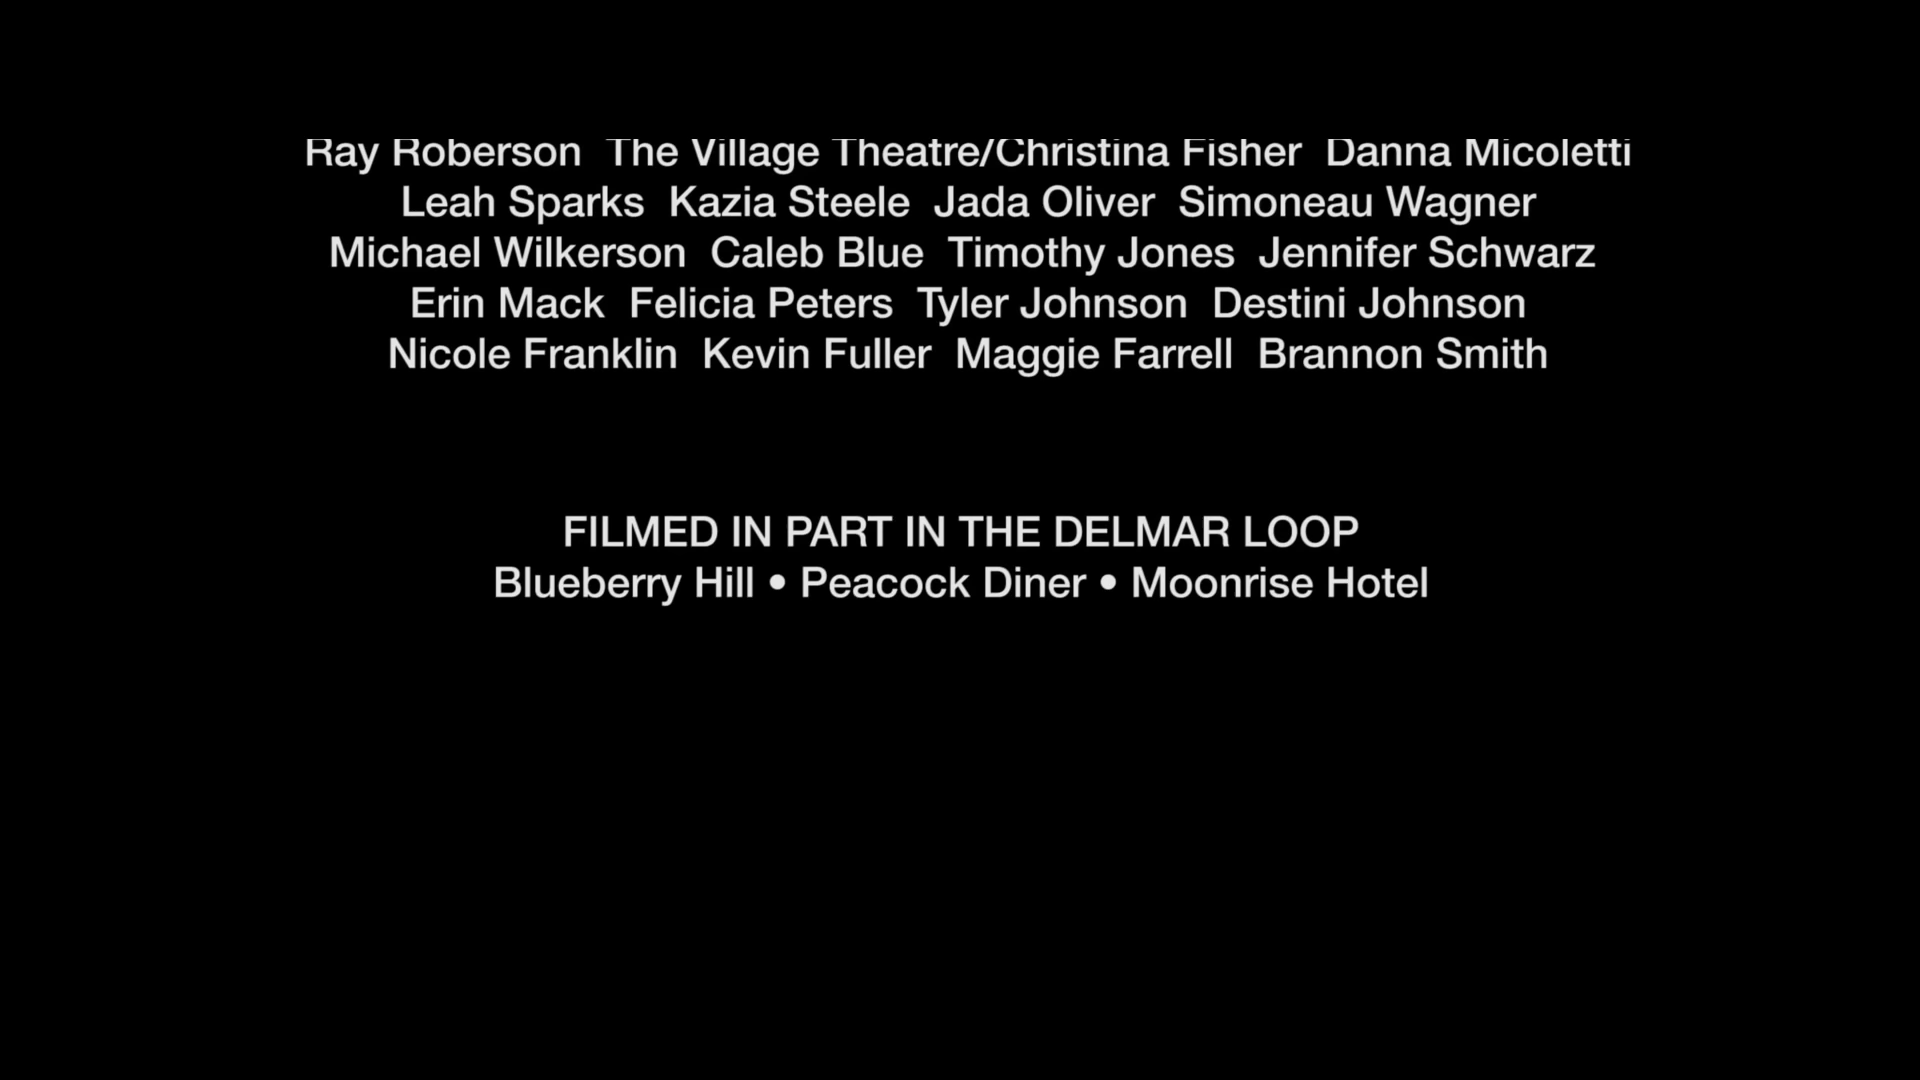 Ray Roberson The Village Theatre/Christina Fisher Danna Micoletti
Leah Sparks Kazia Steele Jada Oliver Simoneau Wagner
Michael Wilkerson Caleb Blue Timothy Jones Jennifer Schwarz
Erin Mack Felicia Peters Tyler Johnson Destini Johnson
Nicole Franklin Kevin Fuller Maggie Farrell Brannon Smith
FILMED IN PART IN THE DELMAR LOOP
Blueberry Hill • Peacock Diner • Moonrise Hotel